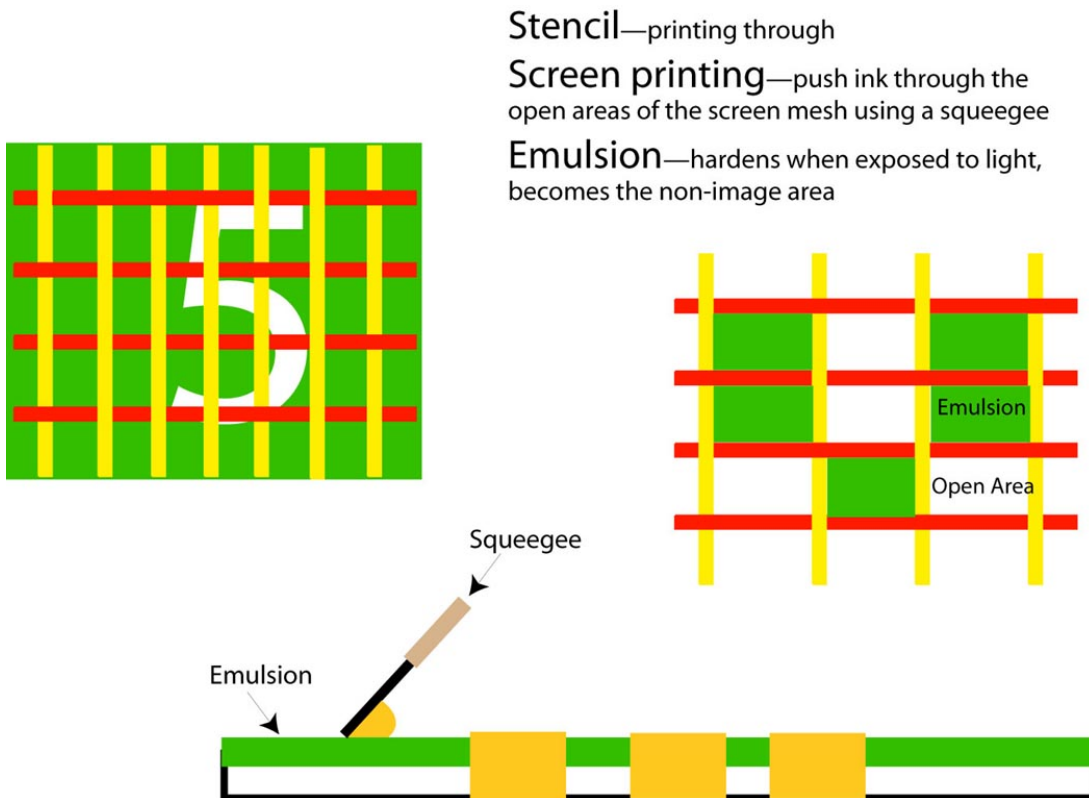 Stencil—printing through
Screen printing—push ink through the
open areas of the screen mesh using a squeegee
Emulsion—hardens when exposed to light,
becomes the non-image area
5
Emulsion
Open Area
Squeegee
Emulsion